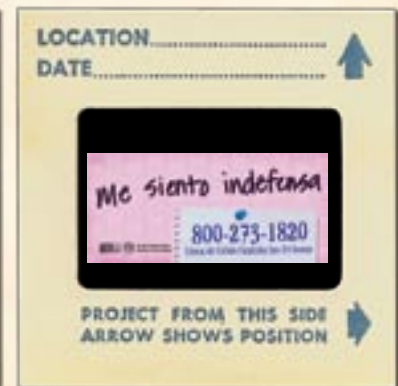 LOCATION
DATE
Me siento indefensa
800-273-1820
PROJECT FROM THIS SIDE
ARROW SHOWS POSITION